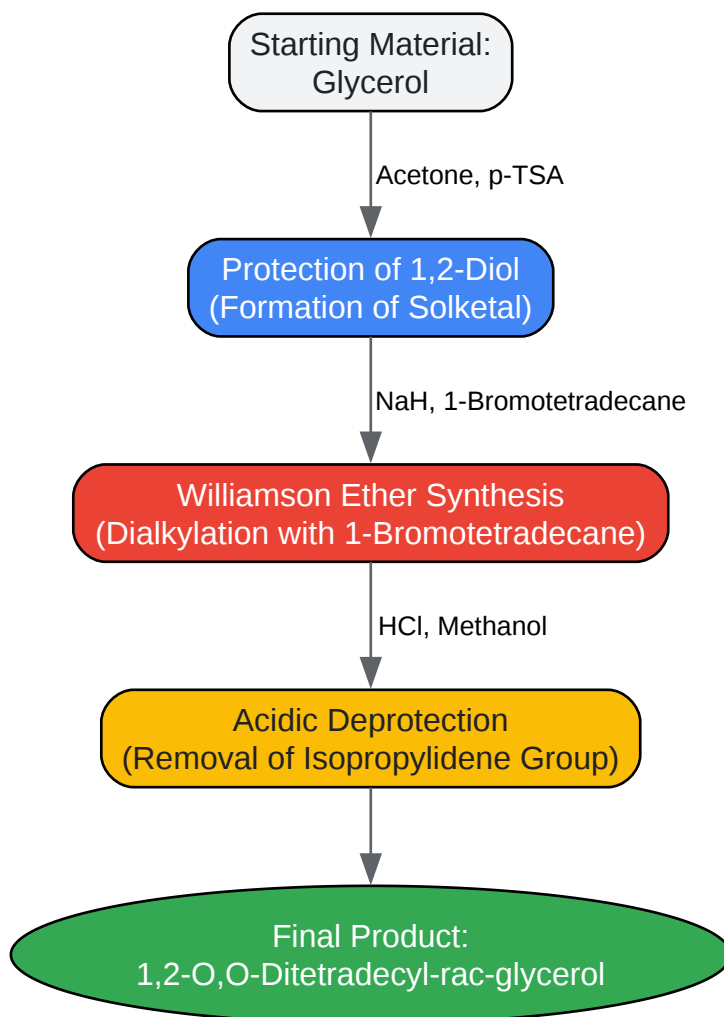 Starting Material:
Glycerol
Acetone, p-TSA
Protection of 1,2-Diol
(Formation of Solketal)
NaH, 1-Bromotetradecane
Williamson Ether Synthesis
(Dialkylation with 1-Bromotetradecane)
HCl, Methanol
Acidic Deprotection
(Removal of Isopropylidene Group)
Final Product:
1,2-O,O-Ditetradecyl-rac-glycerol